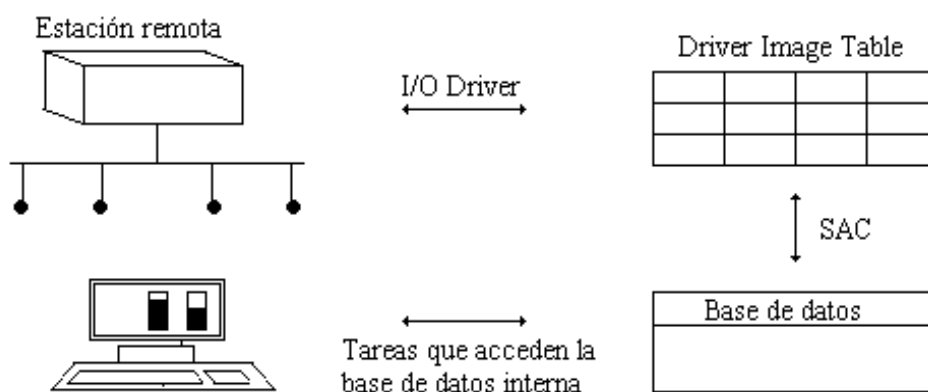 Estación remota
I/O Driver
Driver Image Table
SAC
Base de datos
Tareas que acceden la
base de datos interna